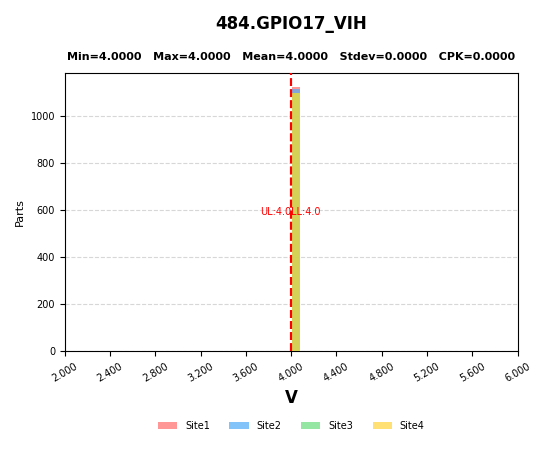 484.GPIO17_VIH
Min=4.0000 Max=4.0000 Mean=4.0000 Stdev=0.0000 CPK=0.0000
1000
800
600
400
200
0
Parts
UL:4.0LL:4.0
2.000 2.400 2.800 3.200 3.600 4.000 4.400 4.800 5.200 5.600 6.000
V
Site1 Site2 Site3 Site4